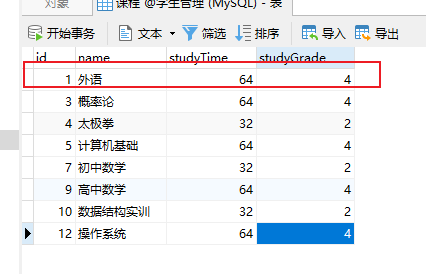 对象
课程 @学生管理 (MySQL) - 表
开始事务 文本 筛选 排序 导入 导出
id name studyTime studyGrade
1 外语 64 4
3 概率论 64 4
4 太极拳 32 2
5 计算机基础 64 4
7 初中数学 32 2
9 高中数学 64 4
10 数据结构实训 32 2
12 操作系统 64 4